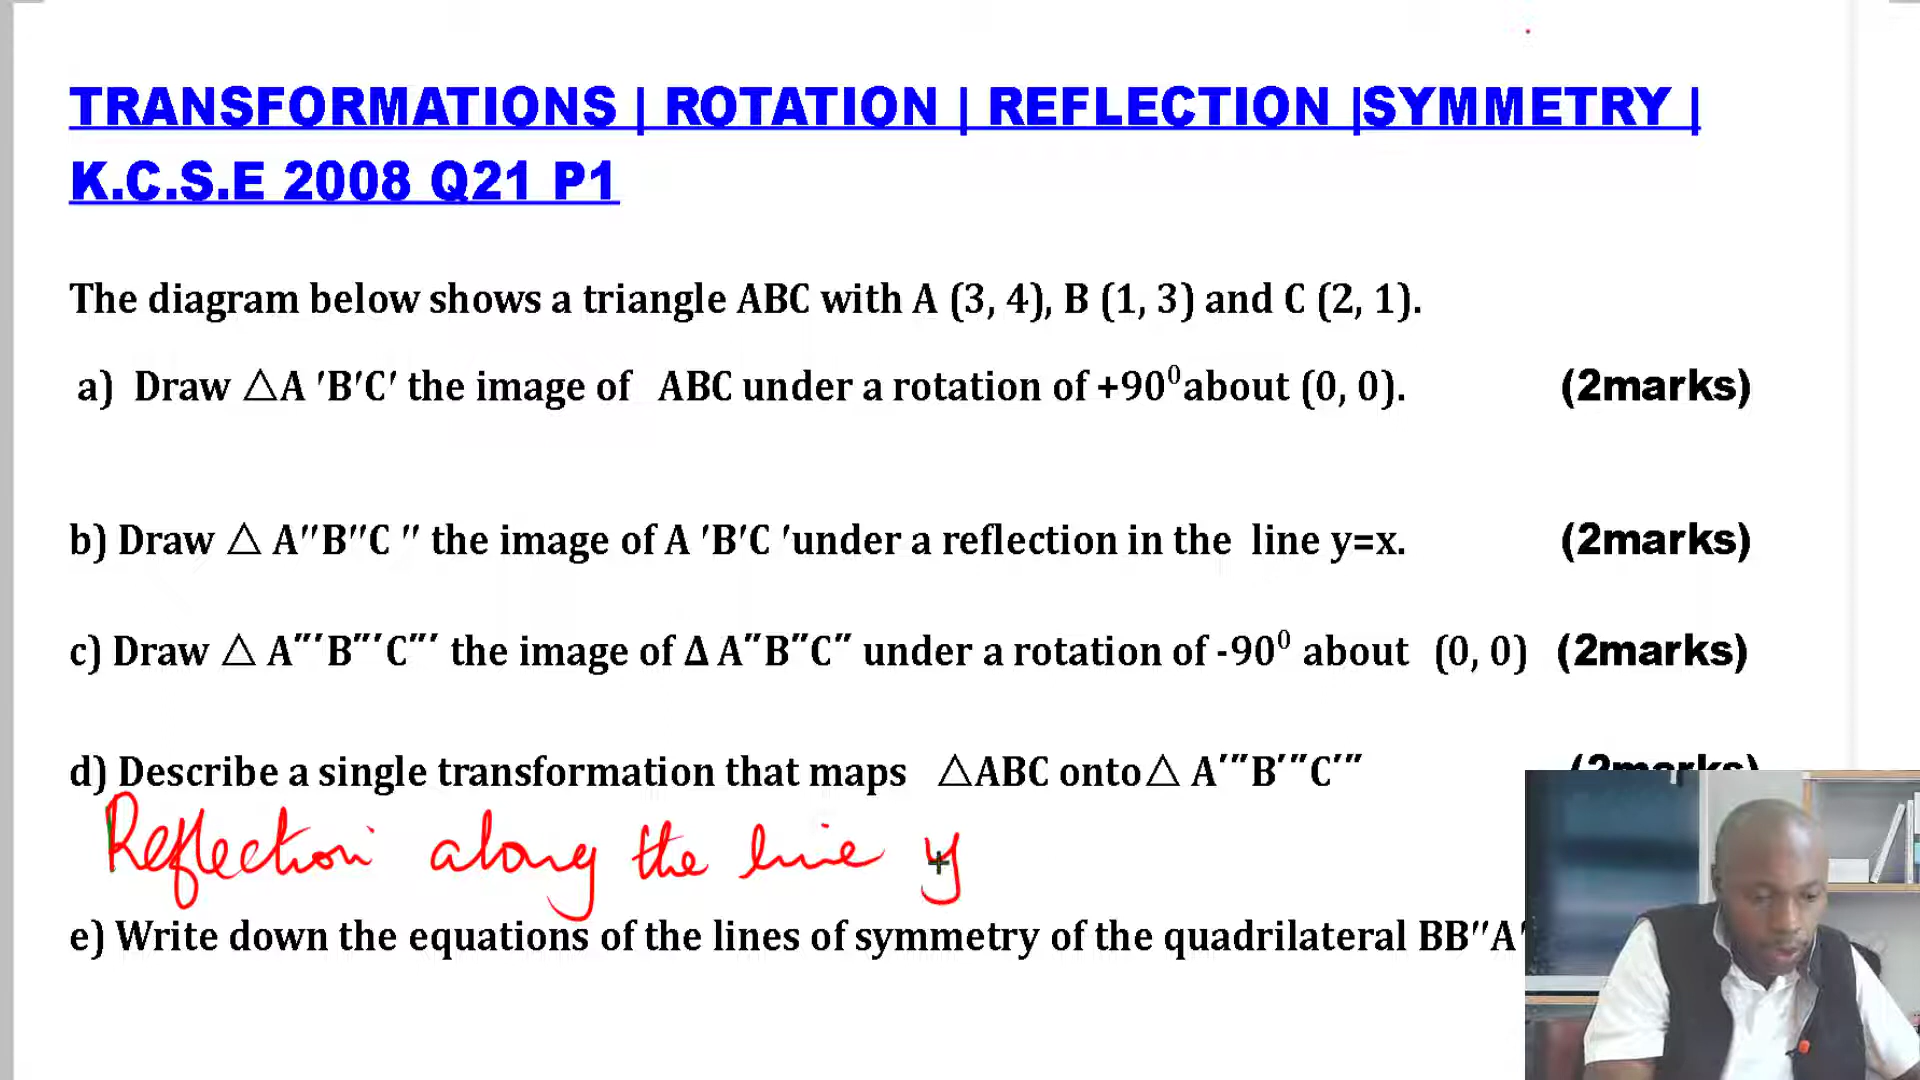 TRANSFORMATIONS | ROTATION | REFLECTION |SYMMETRY |
K.C.S.E 2008 Q21 P1
The diagram below shows a triangle ABC with A (3, 4), B (1, 3) and C (2, 1).
a) Draw △A ′B′C′ the image of ABC under a rotation of +90⁰about (0, 0). (2marks)
b) Draw △ A′′B′′C ′′ the image of A ′B′C ′under a reflection in the line y=x. (2marks)
c) Draw △ A′′′B′′′C′′′ the image of Δ A″B″C″ under a rotation of -90⁰ about (0, 0) (2marks)
d) Describe a single transformation that maps △ABC onto△ A′′′B′′′C′′′ (2marks)
Reflection along the line y
e) Write down the equations of the lines of symmetry of the quadrilateral BB′′A′